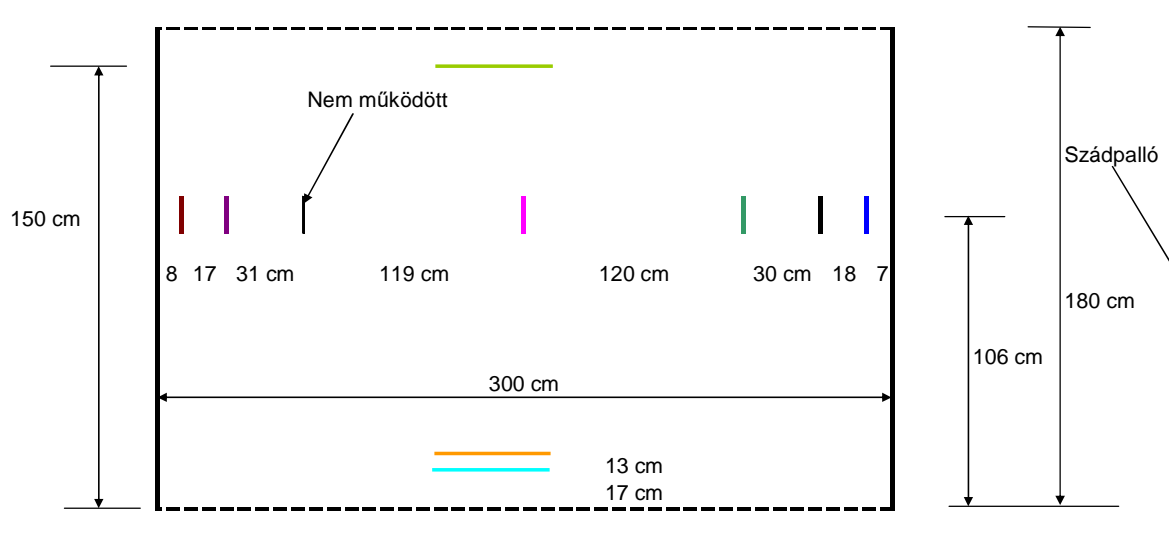 Nem működött
Szádpalló
150 cm
8 17 31 cm 119 cm 120 cm 30 cm 18 7
180 cm
106 cm
300 cm
13 cm
17 cm